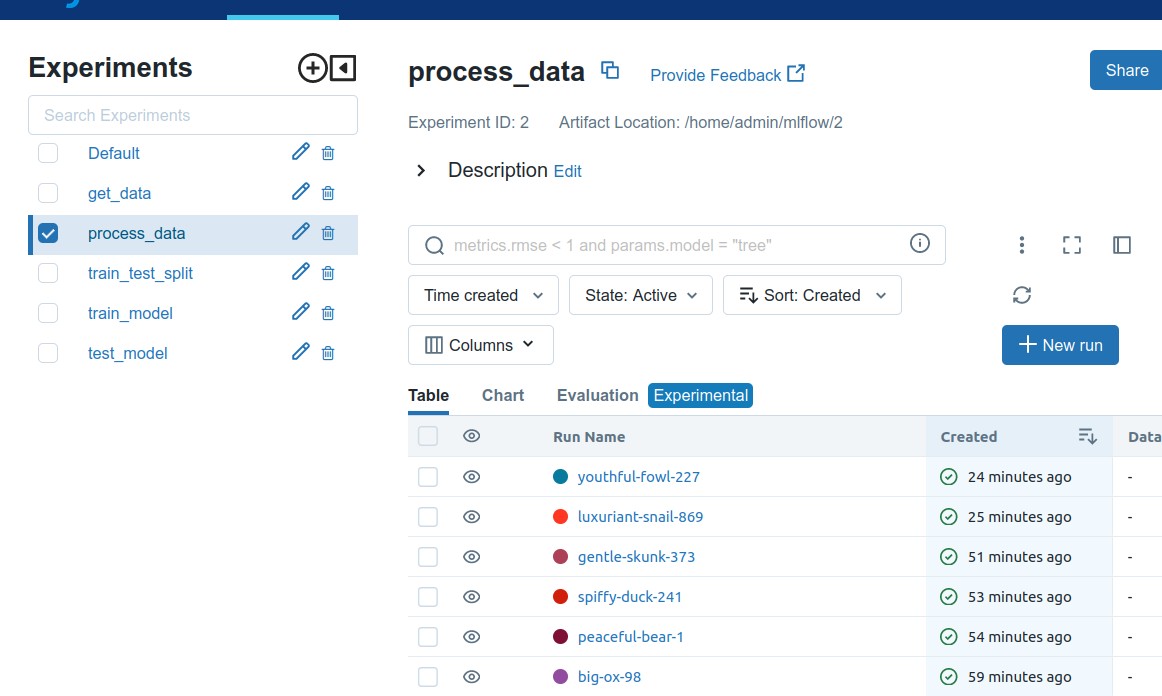 Experiments
Search Experiments
Default
get_data
process_data
train_test_split
train_model
test_model
process_data Provide Feedback Share
Experiment ID: 2 Artifact Location: /home/admin/mlflow/2
Description Edit
metrics.rmse < 1 and params.model = "tree"
Time created State: Active Sort: Created
Columns New run
Table Chart Evaluation Experimental
Run Name Created Data
youthful-fowl-227 24 minutes ago -
luxuriant-snail-869 25 minutes ago -
gentle-skunk-373 51 minutes ago -
spiffy-duck-241 53 minutes ago -
peaceful-bear-1 54 minutes ago -
big-ox-98 59 minutes ago -